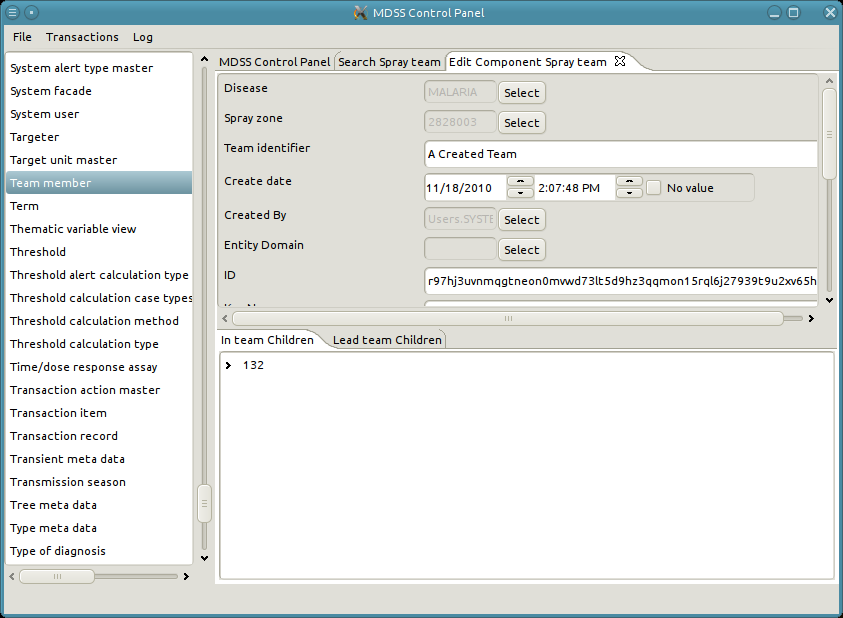 MDSS Control Panel
File Transactions Log
System alert type master
System facade
System user
Targeter
Target unit master
Team member
Term
Thematic variable view
Threshold
Threshold alert calculation type
Threshold calculation case types
Threshold calculation method
Threshold calculation type
Time/dose response assay
Transaction action master
Transaction item
Transaction record
Transient meta data
Transmission season
Tree meta data
Type meta data
Type of diagnosis
MDSS Control Panel Search Spray team Edit Component Spray team
Disease MALARIA Select
Spray zone 2828003 Select
Team identifier A Created Team
Create date 11/18/2010 2:07:48 PM No value
Created By Users.SYSTE Select
Entity Domain Select
ID r97hj3uvnmqgtneon0mvwd73lt5d9hz3qqmon15rql6j27939t9u2xv65h
In team Children Lead team Children
132